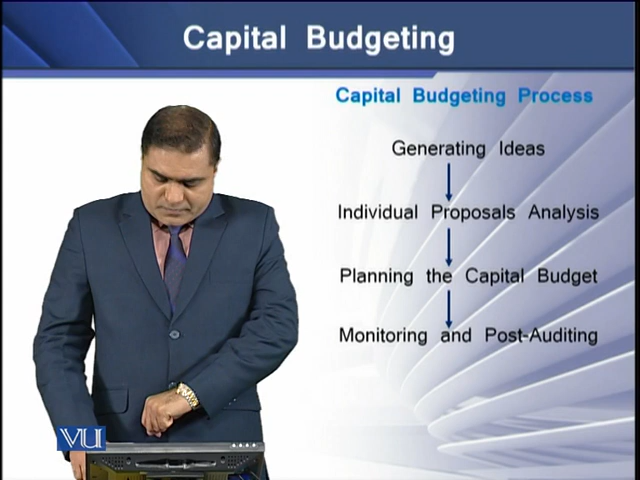 Capital Budgeting
Capital Budgeting Process
Generating Ideas
Individual Proposals Analysis
Planning the Capital Budget
Monitoring and Post-Auditing
VU